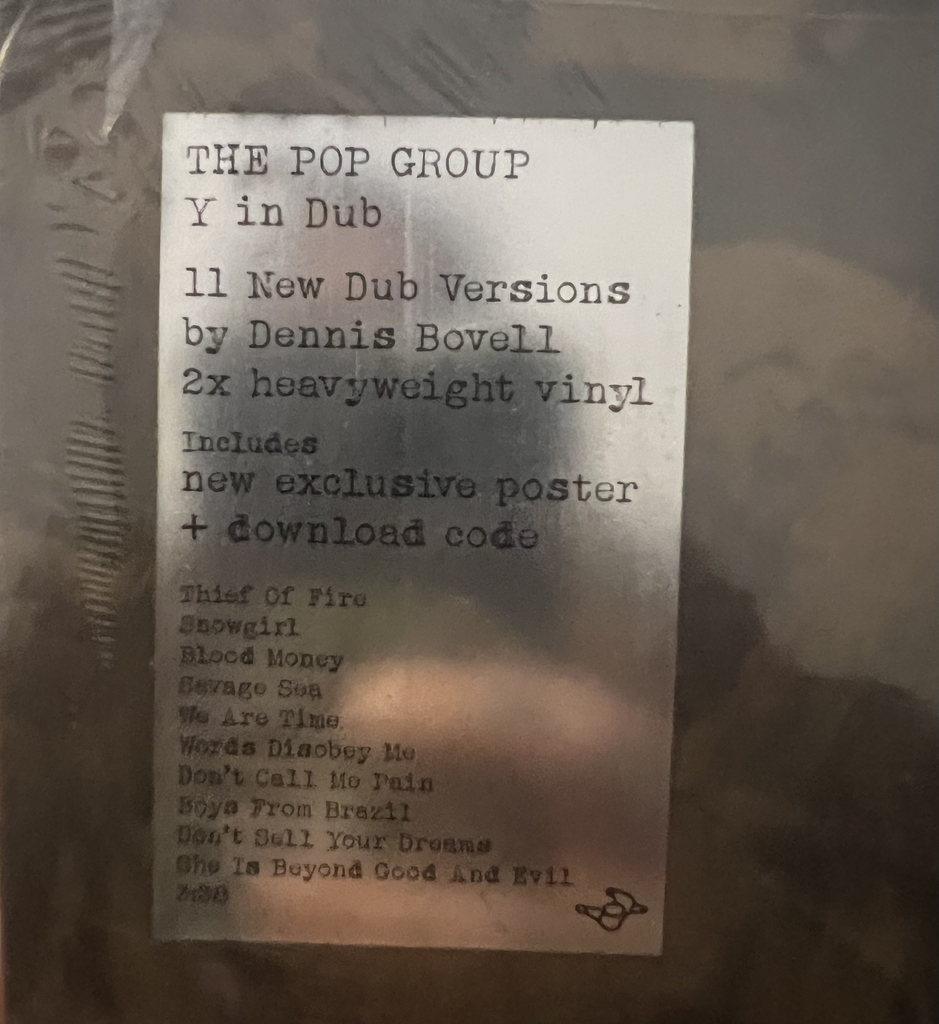 THE POP GROUP
Y in Dub
11 New Dub Versions
by Dennis Bovell
2x heavyweight vinyl
Includes
new exclusive poster
+ download code
Thief Of Fire
Snowgirl
Blood Money
Savage Sea
We Are Time
Words Disobey Me
Don't Call Me Pain
Boys From Brazil
Don't Sell Your Dreams
She Is Beyond Good And Evil
3:38